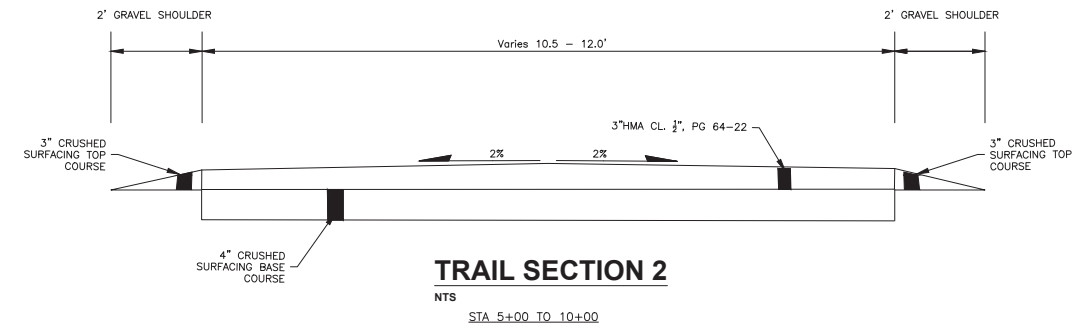 2' GRAVEL SHOULDER
2' GRAVEL SHOULDER
Varies 10.5 – 12.0'
3"HMA CL. ½", PG 64–22
3" CRUSHED
SURFACING TOP
COURSE
2%
2%
3" CRUSHED
SURFACING TOP
COURSE
4" CRUSHED
SURFACING BASE
COURSE
TRAIL SECTION 2
NTS
STA 5+00 TO 10+00